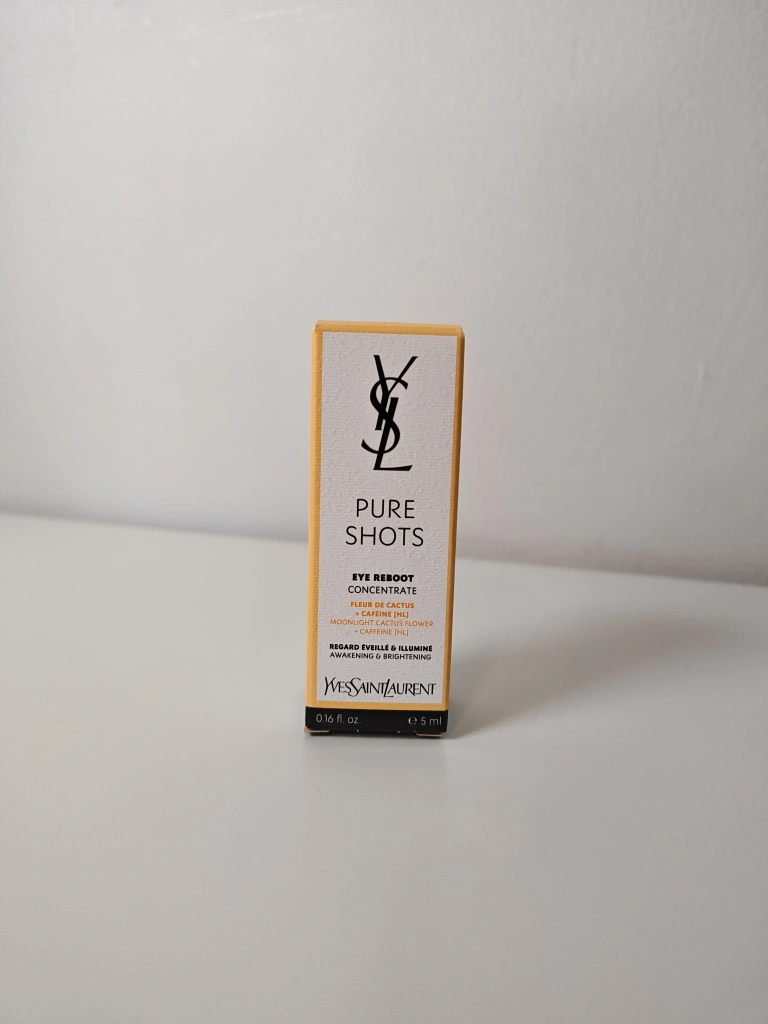 YSL
PURE
SHOTS
EYE REBOOT
CONCENTRATE
FLEUR DE CACTUS
+ CAFÉINE [HL]
MOONLIGHT CACTUS FLOWER
+ CAFFEINE [HL]
REGARD ÉVEILLÉ & ILLUMINÉ
AWAKENING & BRIGHTENING
YVESSAINTLAURENT
0.16 fl. oz. ℮ 5 ml